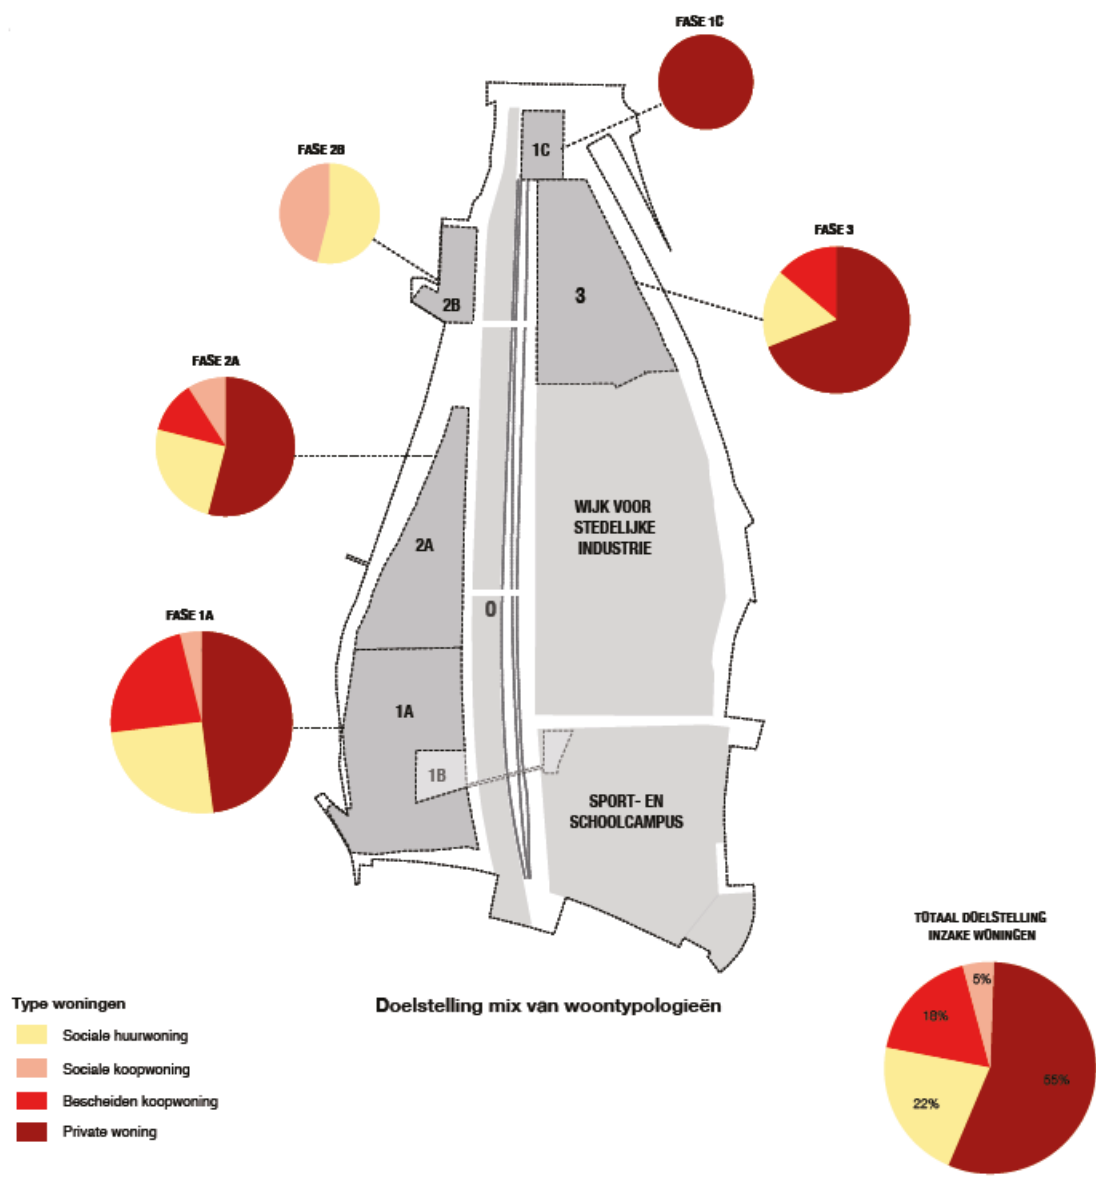 FASE 1C
1C
FASE 2B
FASE 3
3
2B
FASE 2A
WIJK VOOR
STEDELIJKE
INDUSTRIE
2A
0
FASE 1A
1A
1B
SPORT- EN
SCHOOLCAMPUS
TOTAAL DOELSTELLING
INZAKE WONINGEN
5%
18%
55%
22%
Doelstelling mix van woontypologieën
Type woningen
Sociale huurwoning
Sociale koopwoning
Bescheiden koopwoning
Private woning